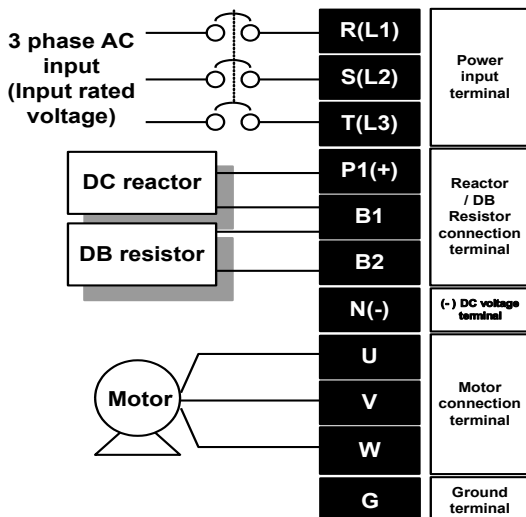 3 phase AC
input
(Input rated
voltage)
R(L1)
S(L2)
T(L3)
Power
input
terminal
DC reactor
DB resistor
P1(+)
B1
B2
Reactor
/ DB
Resistor
connection
terminal
N(-)
(-) DC voltage
terminal
Motor
U
V
W
Motor
connection
terminal
G
Ground
terminal